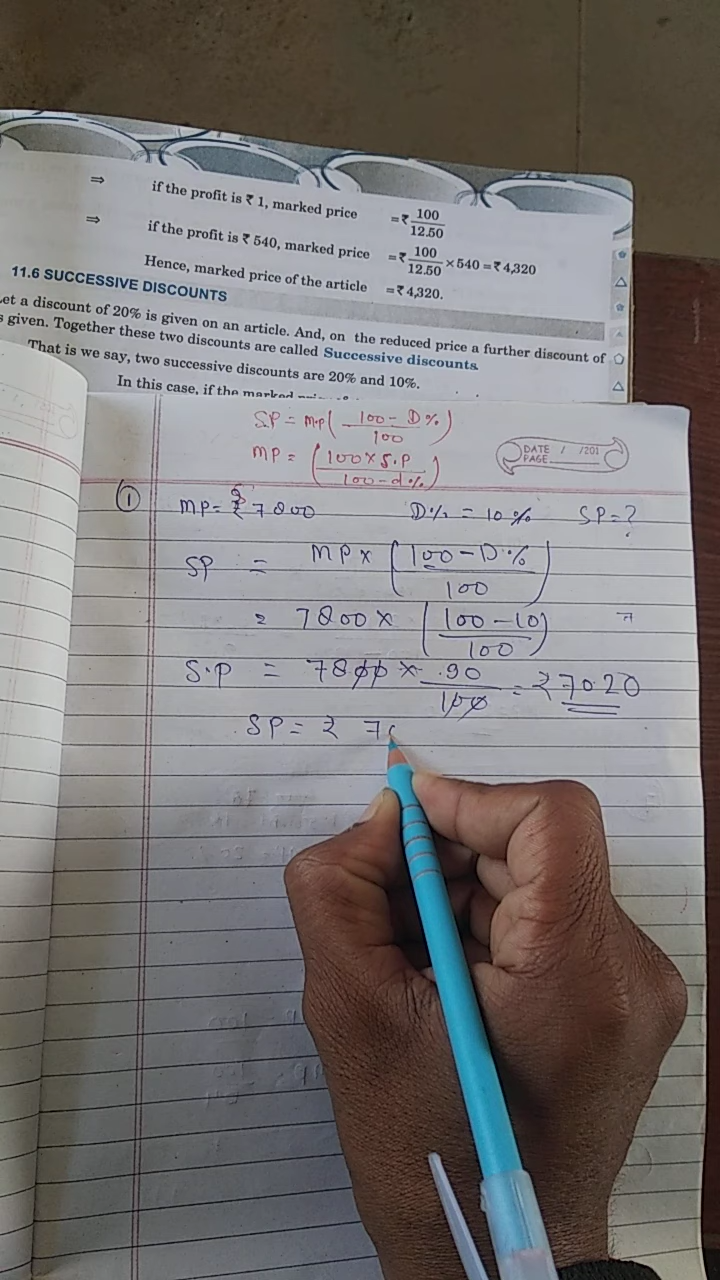 ⇒ if the profit is ₹ 1, marked price = ₹ 100/12.50
⇒ if the profit is ₹ 540, marked price = ₹ 100/12.50 × 540 = ₹ 4,320
Hence, marked price of the article = ₹ 4,320.
11.6 SUCCESSIVE DISCOUNTS
et a discount of 20% is given on an article. And, on the reduced price a further discount of
s given. Together these two discounts are called Successive discounts
That is we say, two successive discounts are 20% and 10%.
In this case, if the marked
SP = M.P ( 100 - D% / 100 )
MP = ( 100 × S.P / 100 - d% )
DATE / /201
PAGE
① MP = ₹ 7800 D% = 10% SP = ?
SP = MP × ( 100 - D% / 100 )
= 7800 × ( 100 - 10 / 100 )
S.P = 7800 × 90 / 100 = ₹ 7020
SP = ₹ 70